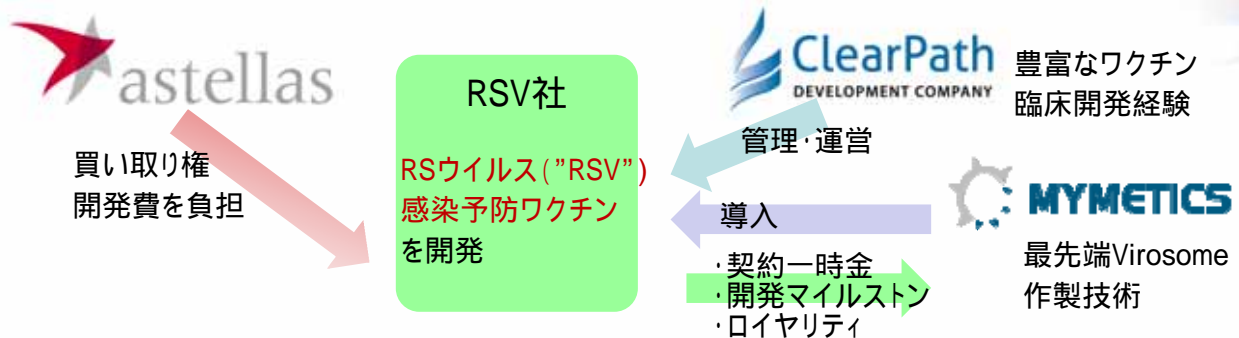 astellas
買い取り権
開発費を負担
RSV社
RSウイルス(”RSV”)
感染予防ワクチン
を開発
ClearPath
DEVELOPMENT COMPANY
豊富なワクチン
臨床開発経験
管理・運営
導入
・契約一時金
・開発マイルストン
・ロイヤリティ
MYMETICS
最先端Virosome
作製技術